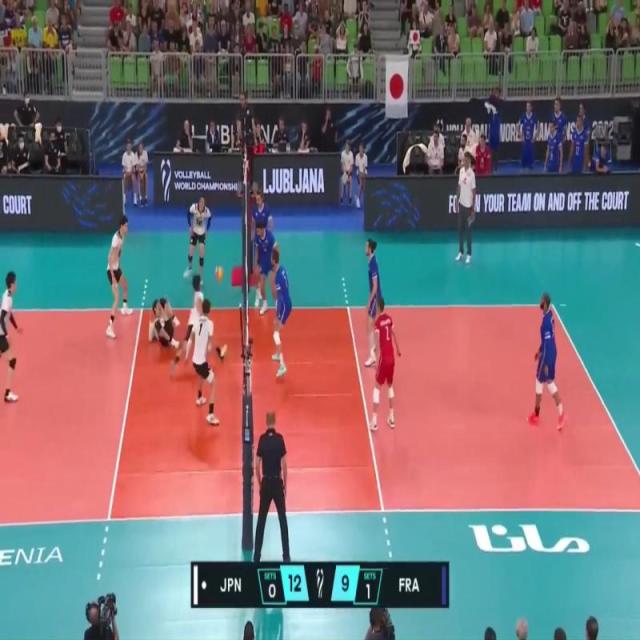 COURT
VOLLEYBALL
WORLD CHAMPIONSHIP
LJUBLJANA
YOUR TEAM ON AND OFF THE COURT
ENIA
JPN SETS 0 12 9 SETS 1 FRA